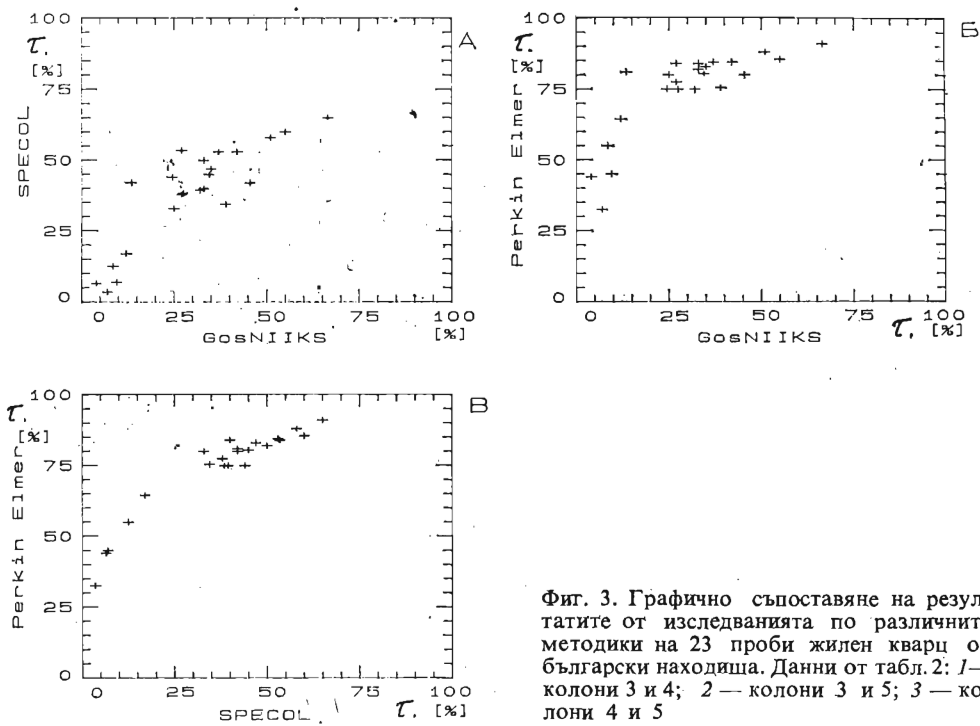 100
τ.
[%]
75
SPECOL
50
25
0
0 25 50 75 100
GosNIIKS [%]
А
100
τ.
[%]
75
Perkin Elmer
50
25
0
0 25 50 75 100
GosNIIKS τ. [%]
Б
100
τ.
[%]
75
Perkin Elmer
50
25
0
0 25 50 75 100
SPECOL τ. [%]
В
Фиг. 3. Графично съпоставяне на резул
татите от изследванията по различнит
методики на 23 проби жилен кварц о
български находища. Данни от табл. 2: 1—
колони 3 и 4; 2 — колони 3 и 5; 3 — ко
лони 4 и 5